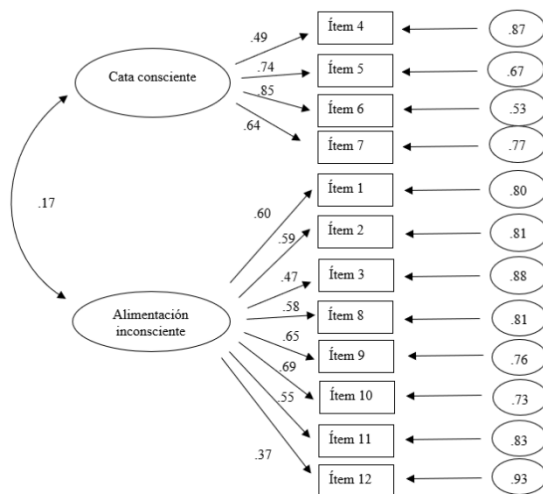 .49
Ítem 4
.87
Cata consciente
.74
Ítem 5
.67
.85
Ítem 6
.53
.64
Ítem 7
.77
.17
.60
Ítem 1
.80
.59
Ítem 2
.81
.47
Ítem 3
.88
Alimentación
inconsciente
.58
Ítem 8
.81
.65
Ítem 9
.76
.69
Ítem 10
.73
.55
Ítem 11
.83
.37
Ítem 12
.93